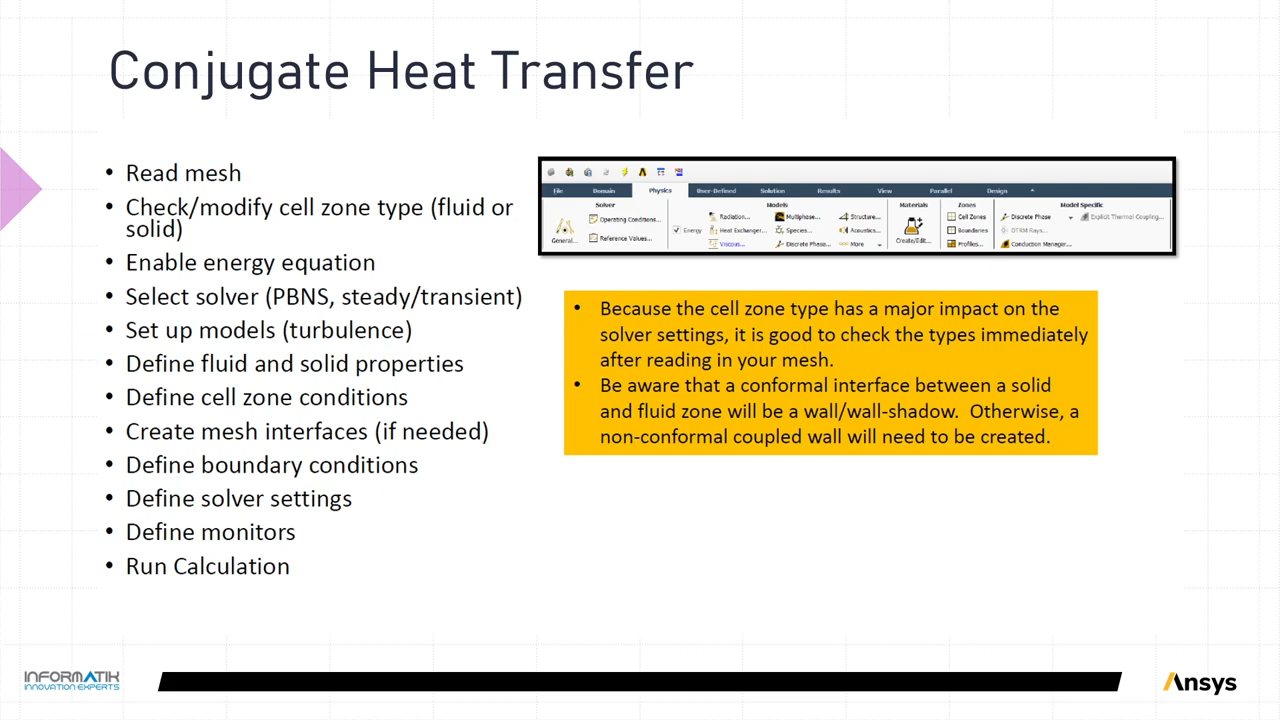 Conjugate Heat Transfer
• Read mesh
• Check/modify cell zone type (fluid or
solid)
• Enable energy equation
• Select solver (PBNS, steady/transient)
• Set up models (turbulence)
• Define fluid and solid properties
• Define cell zone conditions
• Create mesh interfaces (if needed)
• Define boundary conditions
• Define solver settings
• Define monitors
• Run Calculation
File Domain Physics User-Defined Solution Results View Parallel Design
Solver Models Materials Zones Model Specific
Operating Conditions... Radiation... Multiphase... Structure... Cell Zones Discrete Phase Explicit Thermal Coupling...
General... Reference Values... Energy Heat Exchanger... Species... Acoustics... Create/Edit... Boundaries DTRM Rays...
Viscous... Discrete Phase... More Profiles... Conduction Manager...
• Because the cell zone type has a major impact on the
solver settings, it is good to check the types immediately
after reading in your mesh.
• Be aware that a conformal interface between a solid
and fluid zone will be a wall/wall-shadow. Otherwise, a
non-conformal coupled wall will need to be created.
INFORMATIK
INNOVATION EXPERTS
Ansys